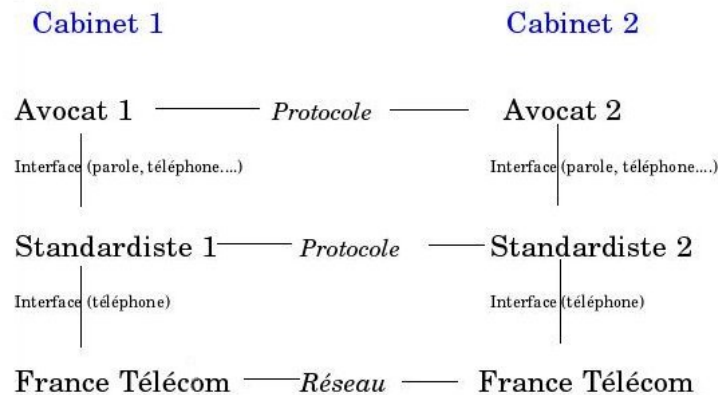 Cabinet 1 Cabinet 2
Avocat 1 Protocole Avocat 2
Interface (parole, téléphone....) Interface (parole, téléphone....)
Standardiste 1 Protocole Standardiste 2
Interface (téléphone) Interface (téléphone)
France Télécom Réseau France Télécom